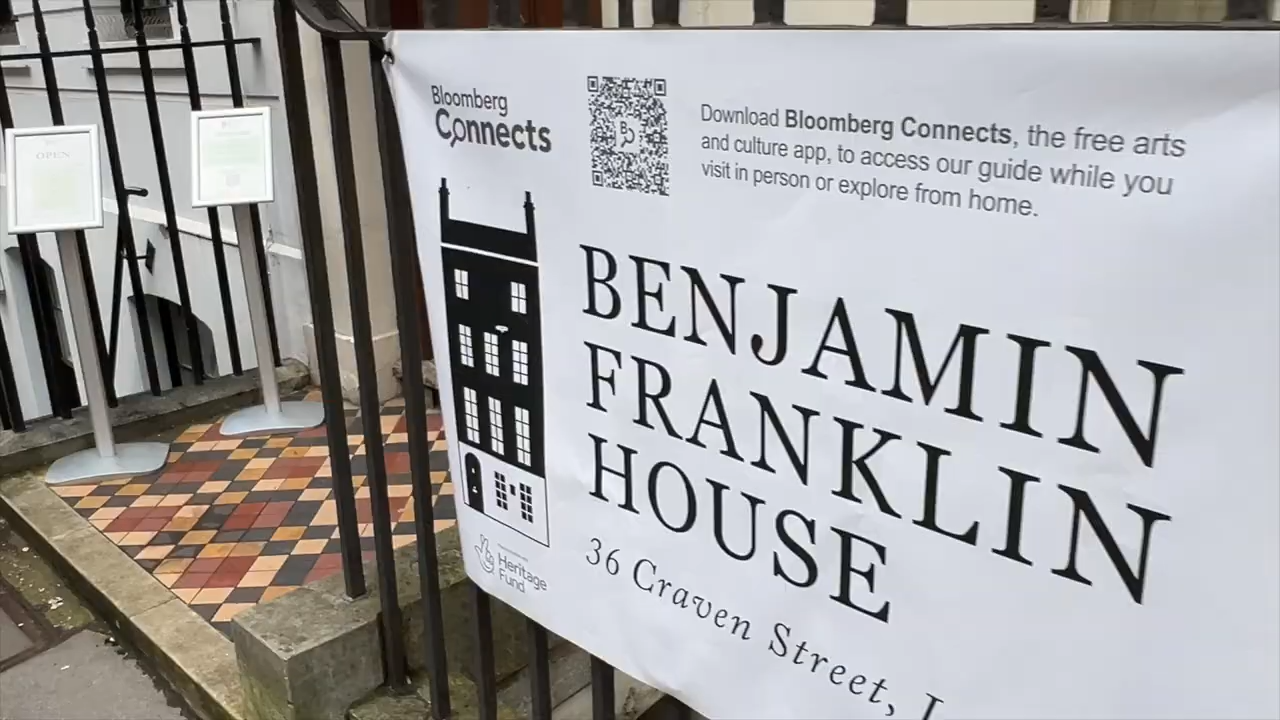 OPEN
Bloomberg
Connects
Download Bloomberg Connects, the free arts
and culture app, to access our guide while you
visit in person or explore from home.
BENJAMIN
FRANKLIN
HOUSE
36 Craven Street,
Heritage
Fund